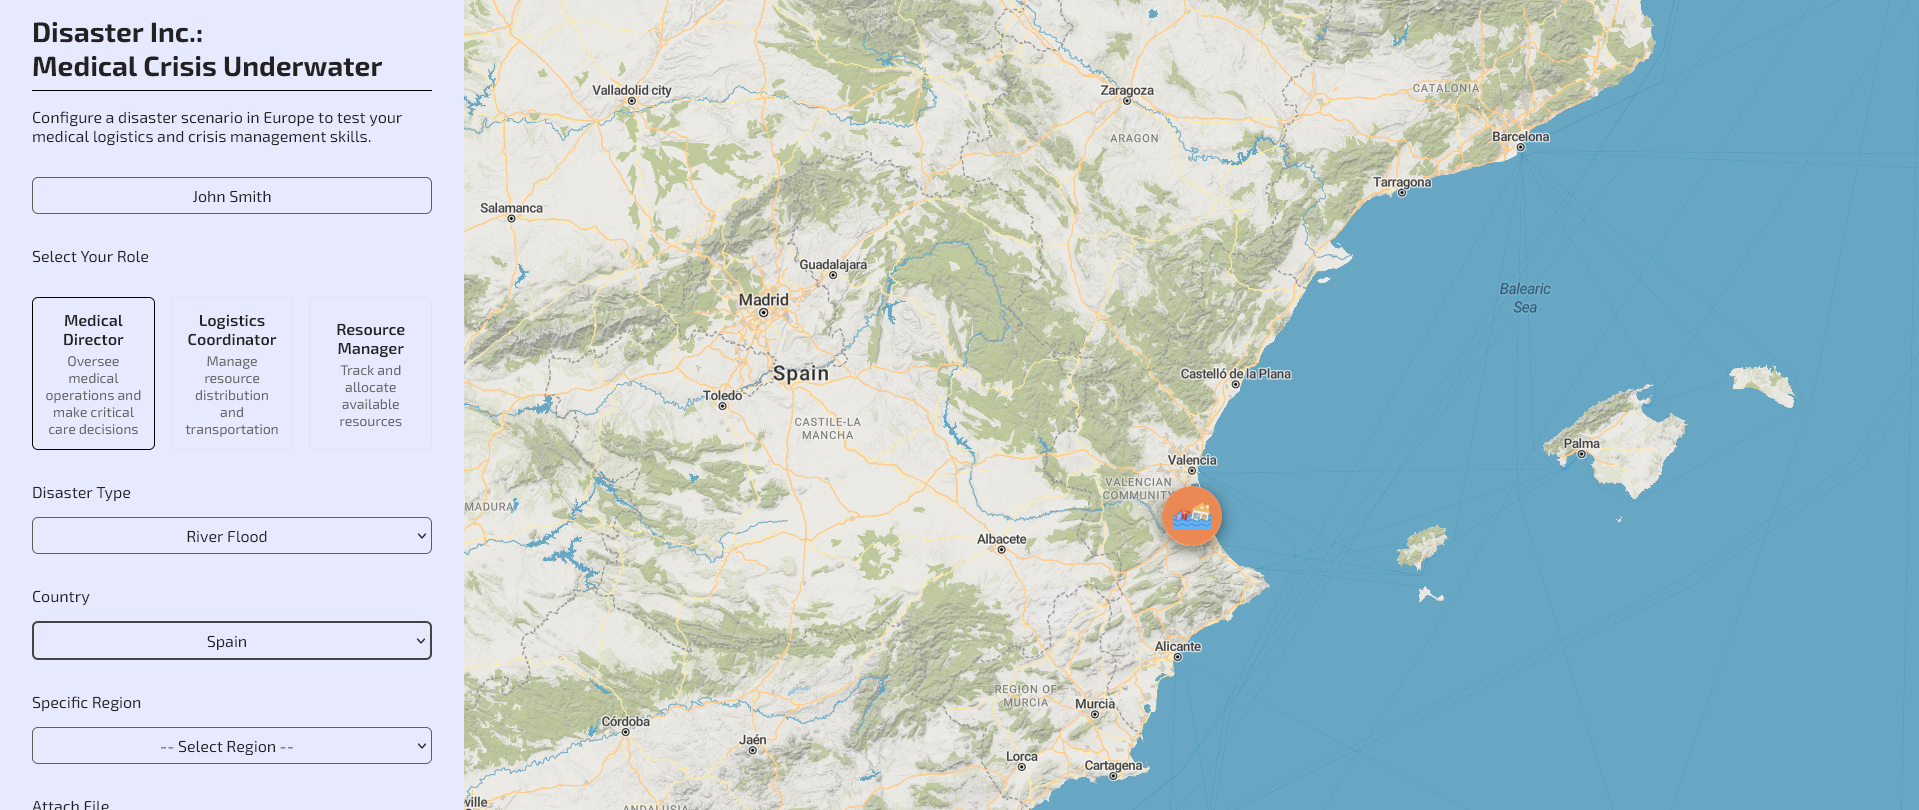 Disaster Inc.:
Medical Crisis Underwater
Configure a disaster scenario in Europe to test your
medical logistics and crisis management skills.
John Smith
Select Your Role
Medical
Director
Oversee
medical
operations and
make critical
care decisions
Logistics
Coordinator
Manage
resource
distribution
and
transportation
Resource
Manager
Track and
allocate
available
resources
Disaster Type
River Flood
Country
Spain
Specific Region
-- Select Region --
Attach File
Valladolid city
Zaragoza
CATALONIA
ARAGON
Barcelona
Tarragona
Salamanca
Guadalajara
Madrid
Balearic
Sea
Spain
Castelló de la Plana
Toledo
CASTILE-LA
MANCHA
Palma
Valencia
VALENCIAN
COMMUNITY
MADURA
Albacete
Alicante
REGION OF
MURCIA
Murcia
Córdoba
Jaén
Lorca
Cartagena
ville
ANDALUSIA